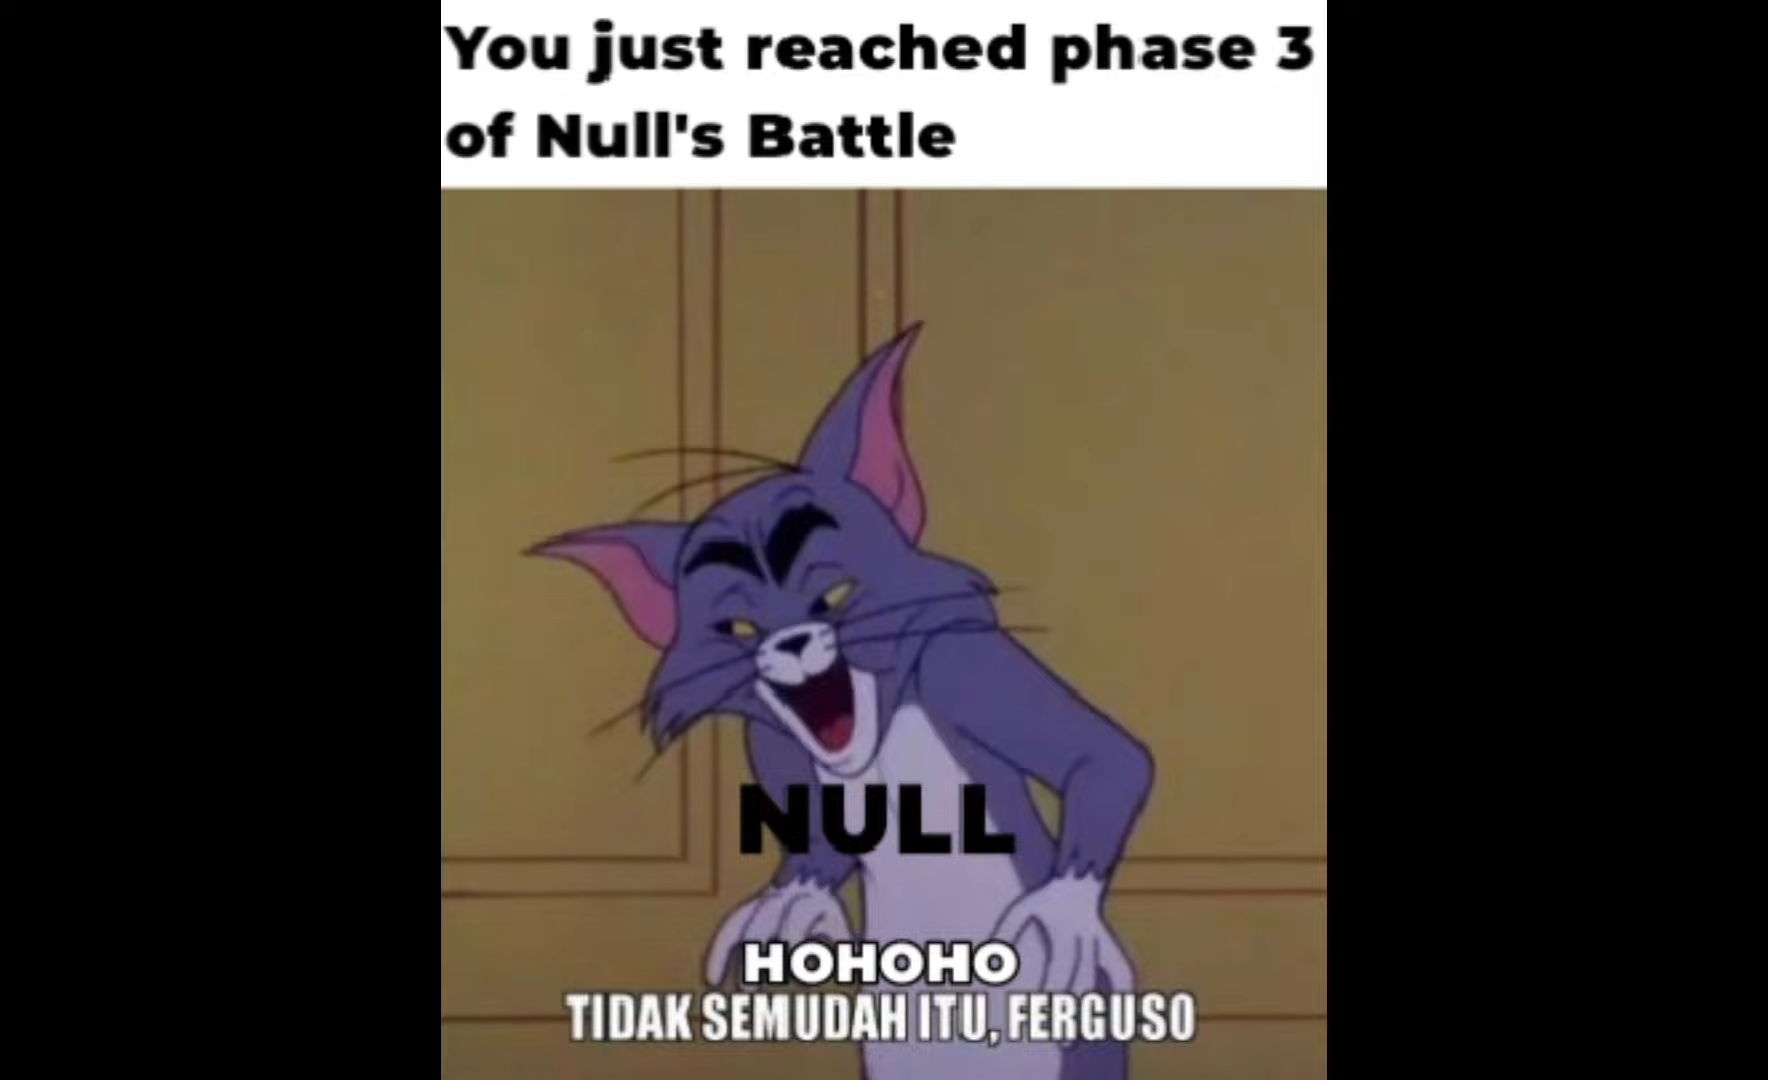 You just reached phase 3
of Null's Battle
NULL
HOHOHO
TIDAK SEMUDAH ITU, FERGUSO